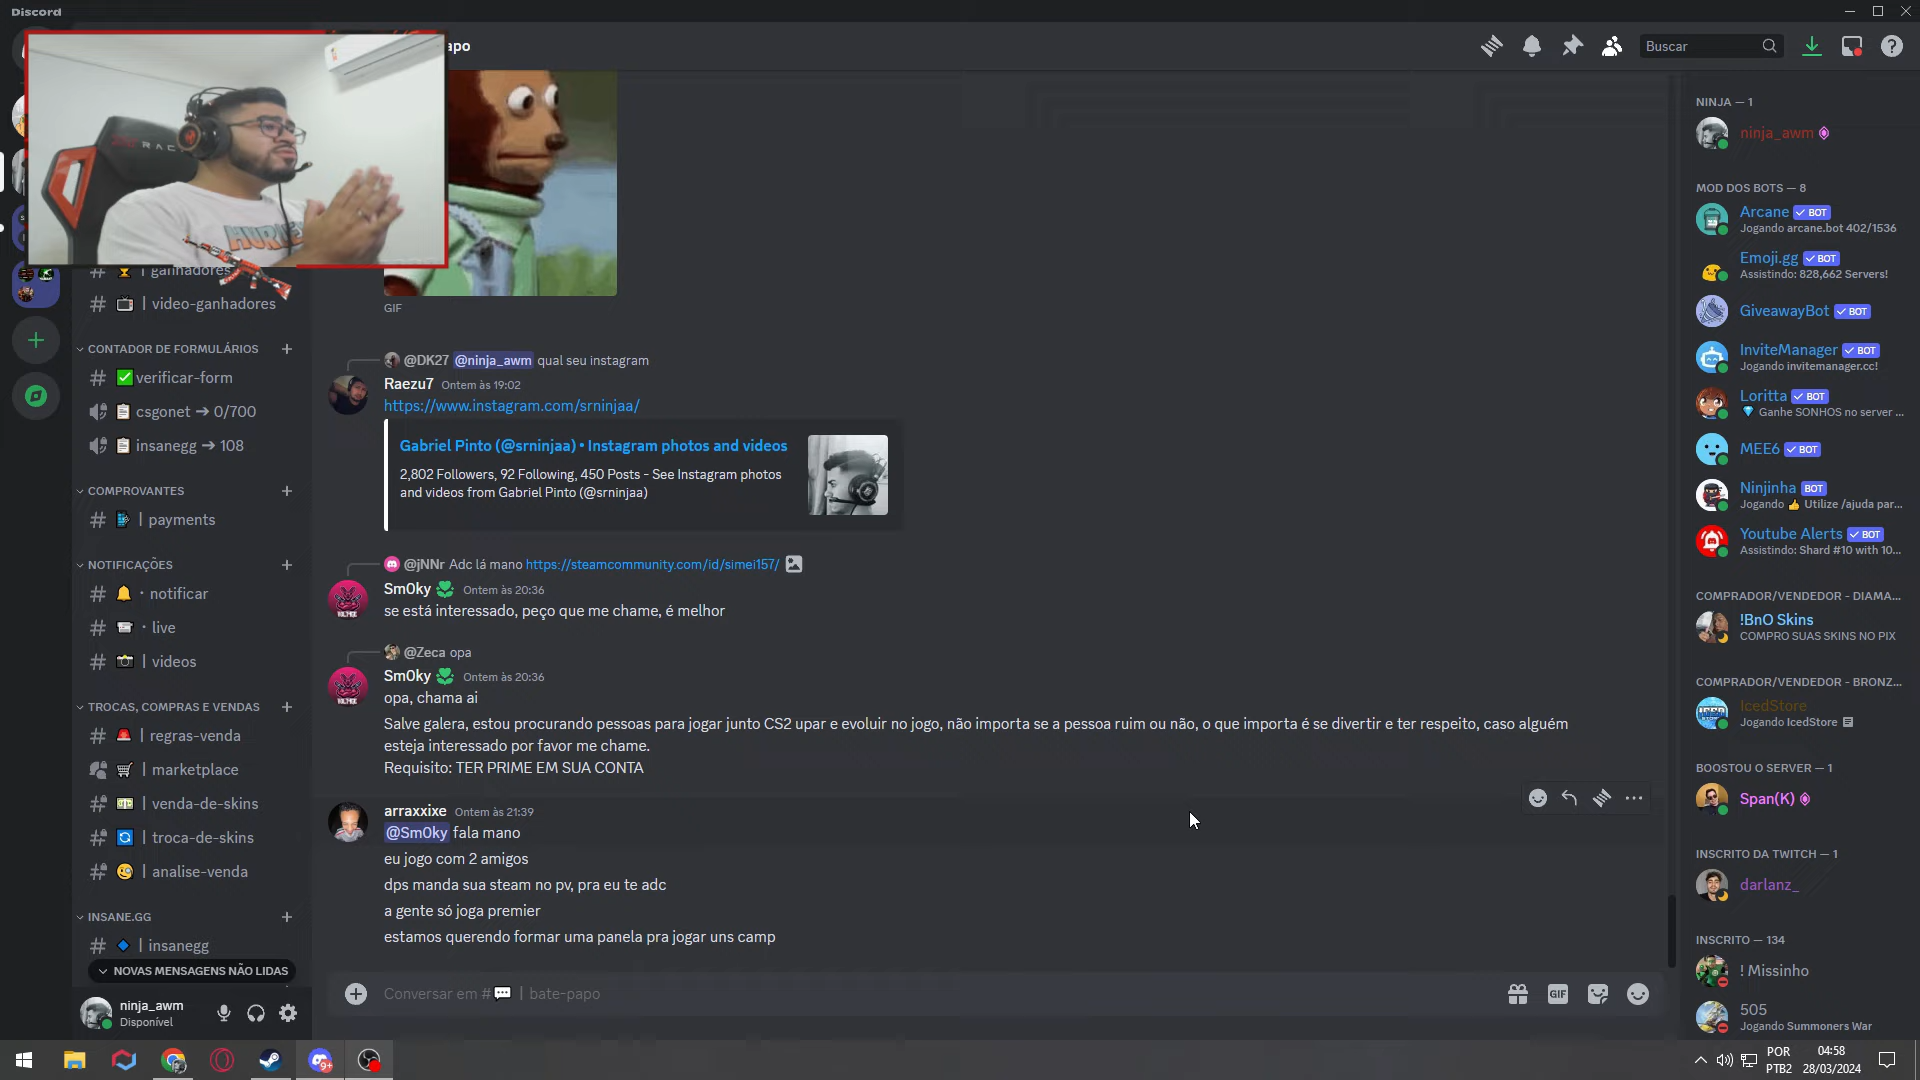 Discord
apo
Buscar
GIF
ganhadores
video-ganhadores
CONTADOR DE FORMULÁRIOS
verificar-form
csgonet → 0/700
insanegg → 108
COMPROVANTES
payments
NOTIFICAÇÕES
notificar
live
videos
TROCAS, COMPRAS E VENDAS
regras-venda
marketplace
venda-de-skins
troca-de-skins
analise-venda
INSANE.GG
insanegg
NOVAS MENSAGENS NÃO LIDAS
ninja_awm
Disponível
@DK27 @ninja_awm qual seu instagram
Raezu7 Ontem às 19:02
https://www.instagram.com/srninjaa/
Gabriel Pinto (@srninjaa) • Instagram photos and videos
2,802 Followers, 92 Following, 450 Posts - See Instagram photos
and videos from Gabriel Pinto (@srninjaa)
@jNNr Adc lá mano https://steamcommunity.com/id/simei157/
Sm0ky Ontem às 20:36
se está interessado, peço que me chame, é melhor
@Zeca opa
Sm0ky Ontem às 20:36
opa, chama ai
Salve galera, estou procurando pessoas para jogar junto CS2 upar e evoluir no jogo, não importa se a pessoa ruim ou não, o que importa é se divertir e ter respeito, caso alguém
esteja interessado por favor me chame.
Requisito: TER PRIME EM SUA CONTA
arraxxixe Ontem às 21:39
@Sm0ky fala mano
eu jogo com 2 amigos
dps manda sua steam no pv, pra eu te adc
a gente só joga premier
estamos querendo formar uma panela pra jogar uns camp
Conversar em # | bate-papo
GIF
NINJA — 1
ninja_awm
MOD DOS BOTS — 8
Arcane BOT
Jogando arcane.bot 402/1536
Emoji.gg BOT
Assistindo: 828,662 Servers!
GiveawayBot BOT
InviteManager BOT
Jogando invitemanager.cc!
Loritta BOT
Ganhe SONHOS no server ...
MEE6 BOT
Ninjinha BOT
Jogando Utilize /ajuda par...
Youtube Alerts BOT
Assistindo: Shard #10 with 10...
COMPRADOR/VENDEDOR - DIAMA...
!BnO Skins
COMPRO SUAS SKINS NO PIX
COMPRADOR/VENDEDOR - BRONZ...
IcedStore
Jogando IcedStore
BOOSTOU O SERVER — 1
Span(K)
INSCRITO DA TWITCH — 1
darlanz_
INSCRITO — 134
! Missinho
505
Jogando Summoners War
9+
POR
PTB2
04:58
28/03/2024